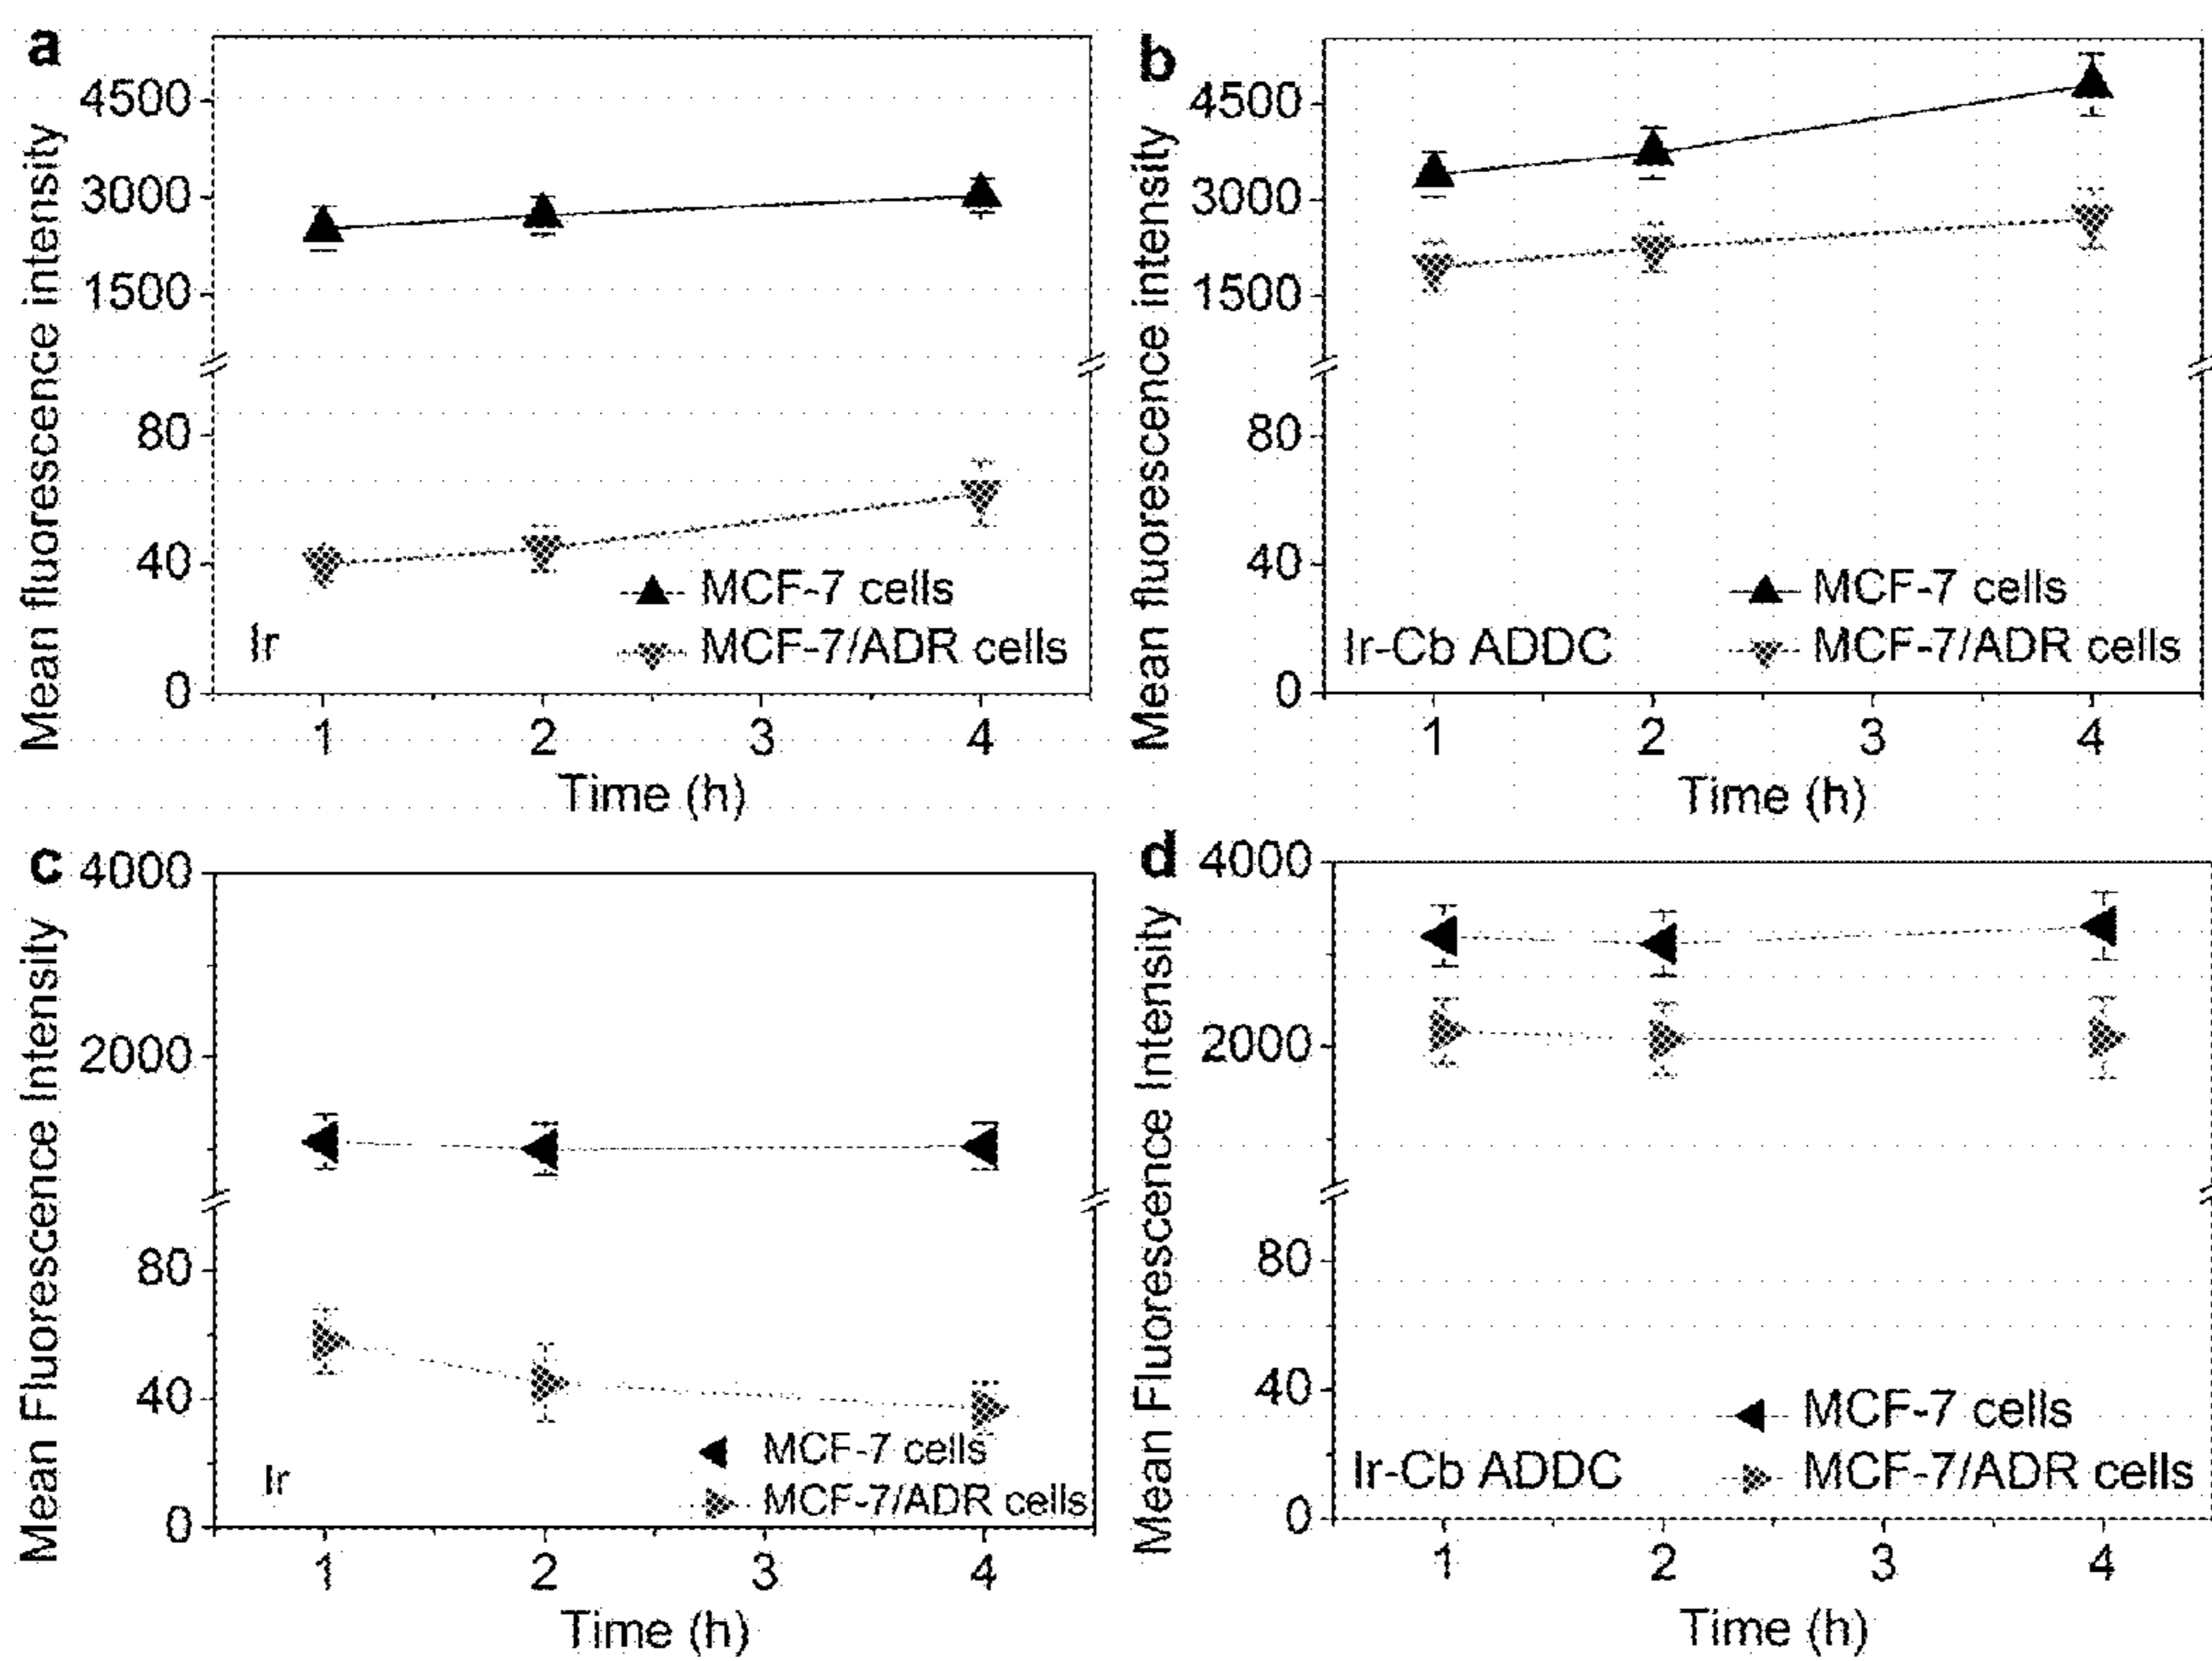 a
Mean fluorescence intensity
4500
3000
1500
80
40
0
MCF-7 cells
MCF-7/ADR cells
Ir
1 2 3 4
Time (h)
b
Mean fluorescence intensity
4500
3000
1500
80
40
0
MCF-7 cells
Ir-Cb ADDC
MCF-7/ADR cells
1 2 3 4
Time (h)
c
Mean Fluorescence Intensity
4000
2000
80
40
0
MCF-7 cells
Ir
MCF-7/ADR cells
1 2 3 4
Time (h)
d
Mean Fluorescence Intensity
4000
2000
80
40
0
MCF-7 cells
Ir-Cb ADDC
MCF-7/ADR cells
1 2 3 4
Time (h)